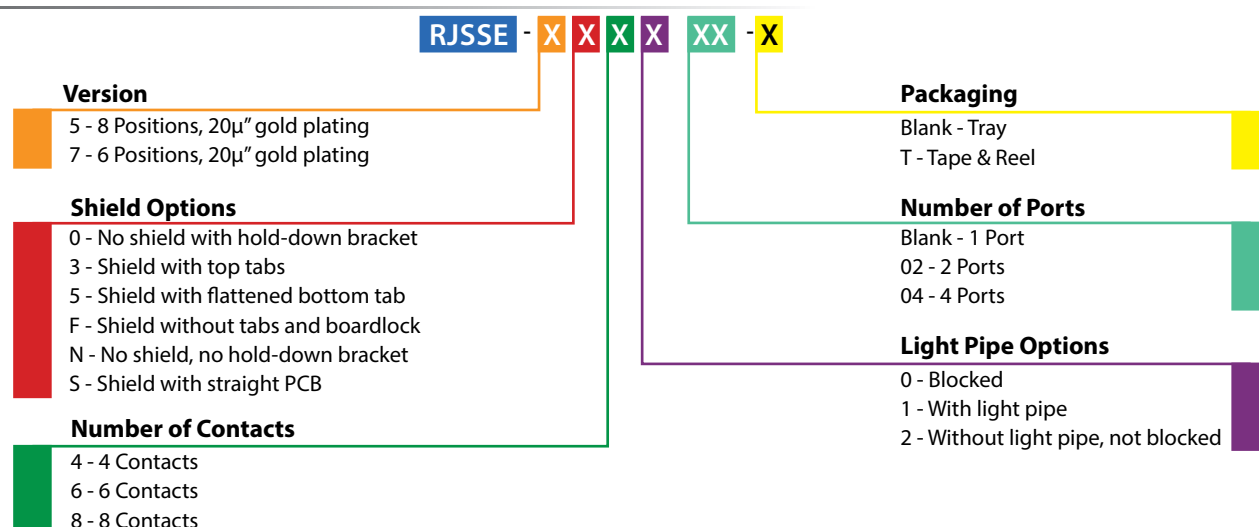 RJSSE - X X X X XX - X
Version
5 - 8 Positions, 20µ” gold plating
7 - 6 Positions, 20µ” gold plating
Shield Options
0 - No shield with hold-down bracket
3 - Shield with top tabs
5 - Shield with flattened bottom tab
F - Shield without tabs and boardlock
N - No shield, no hold-down bracket
S - Shield with straight PCB
Number of Contacts
4 - 4 Contacts
6 - 6 Contacts
8 - 8 Contacts
Packaging
Blank - Tray
T - Tape & Reel
Number of Ports
Blank - 1 Port
02 - 2 Ports
04 - 4 Ports
Light Pipe Options
0 - Blocked
1 - With light pipe
2 - Without light pipe, not blocked